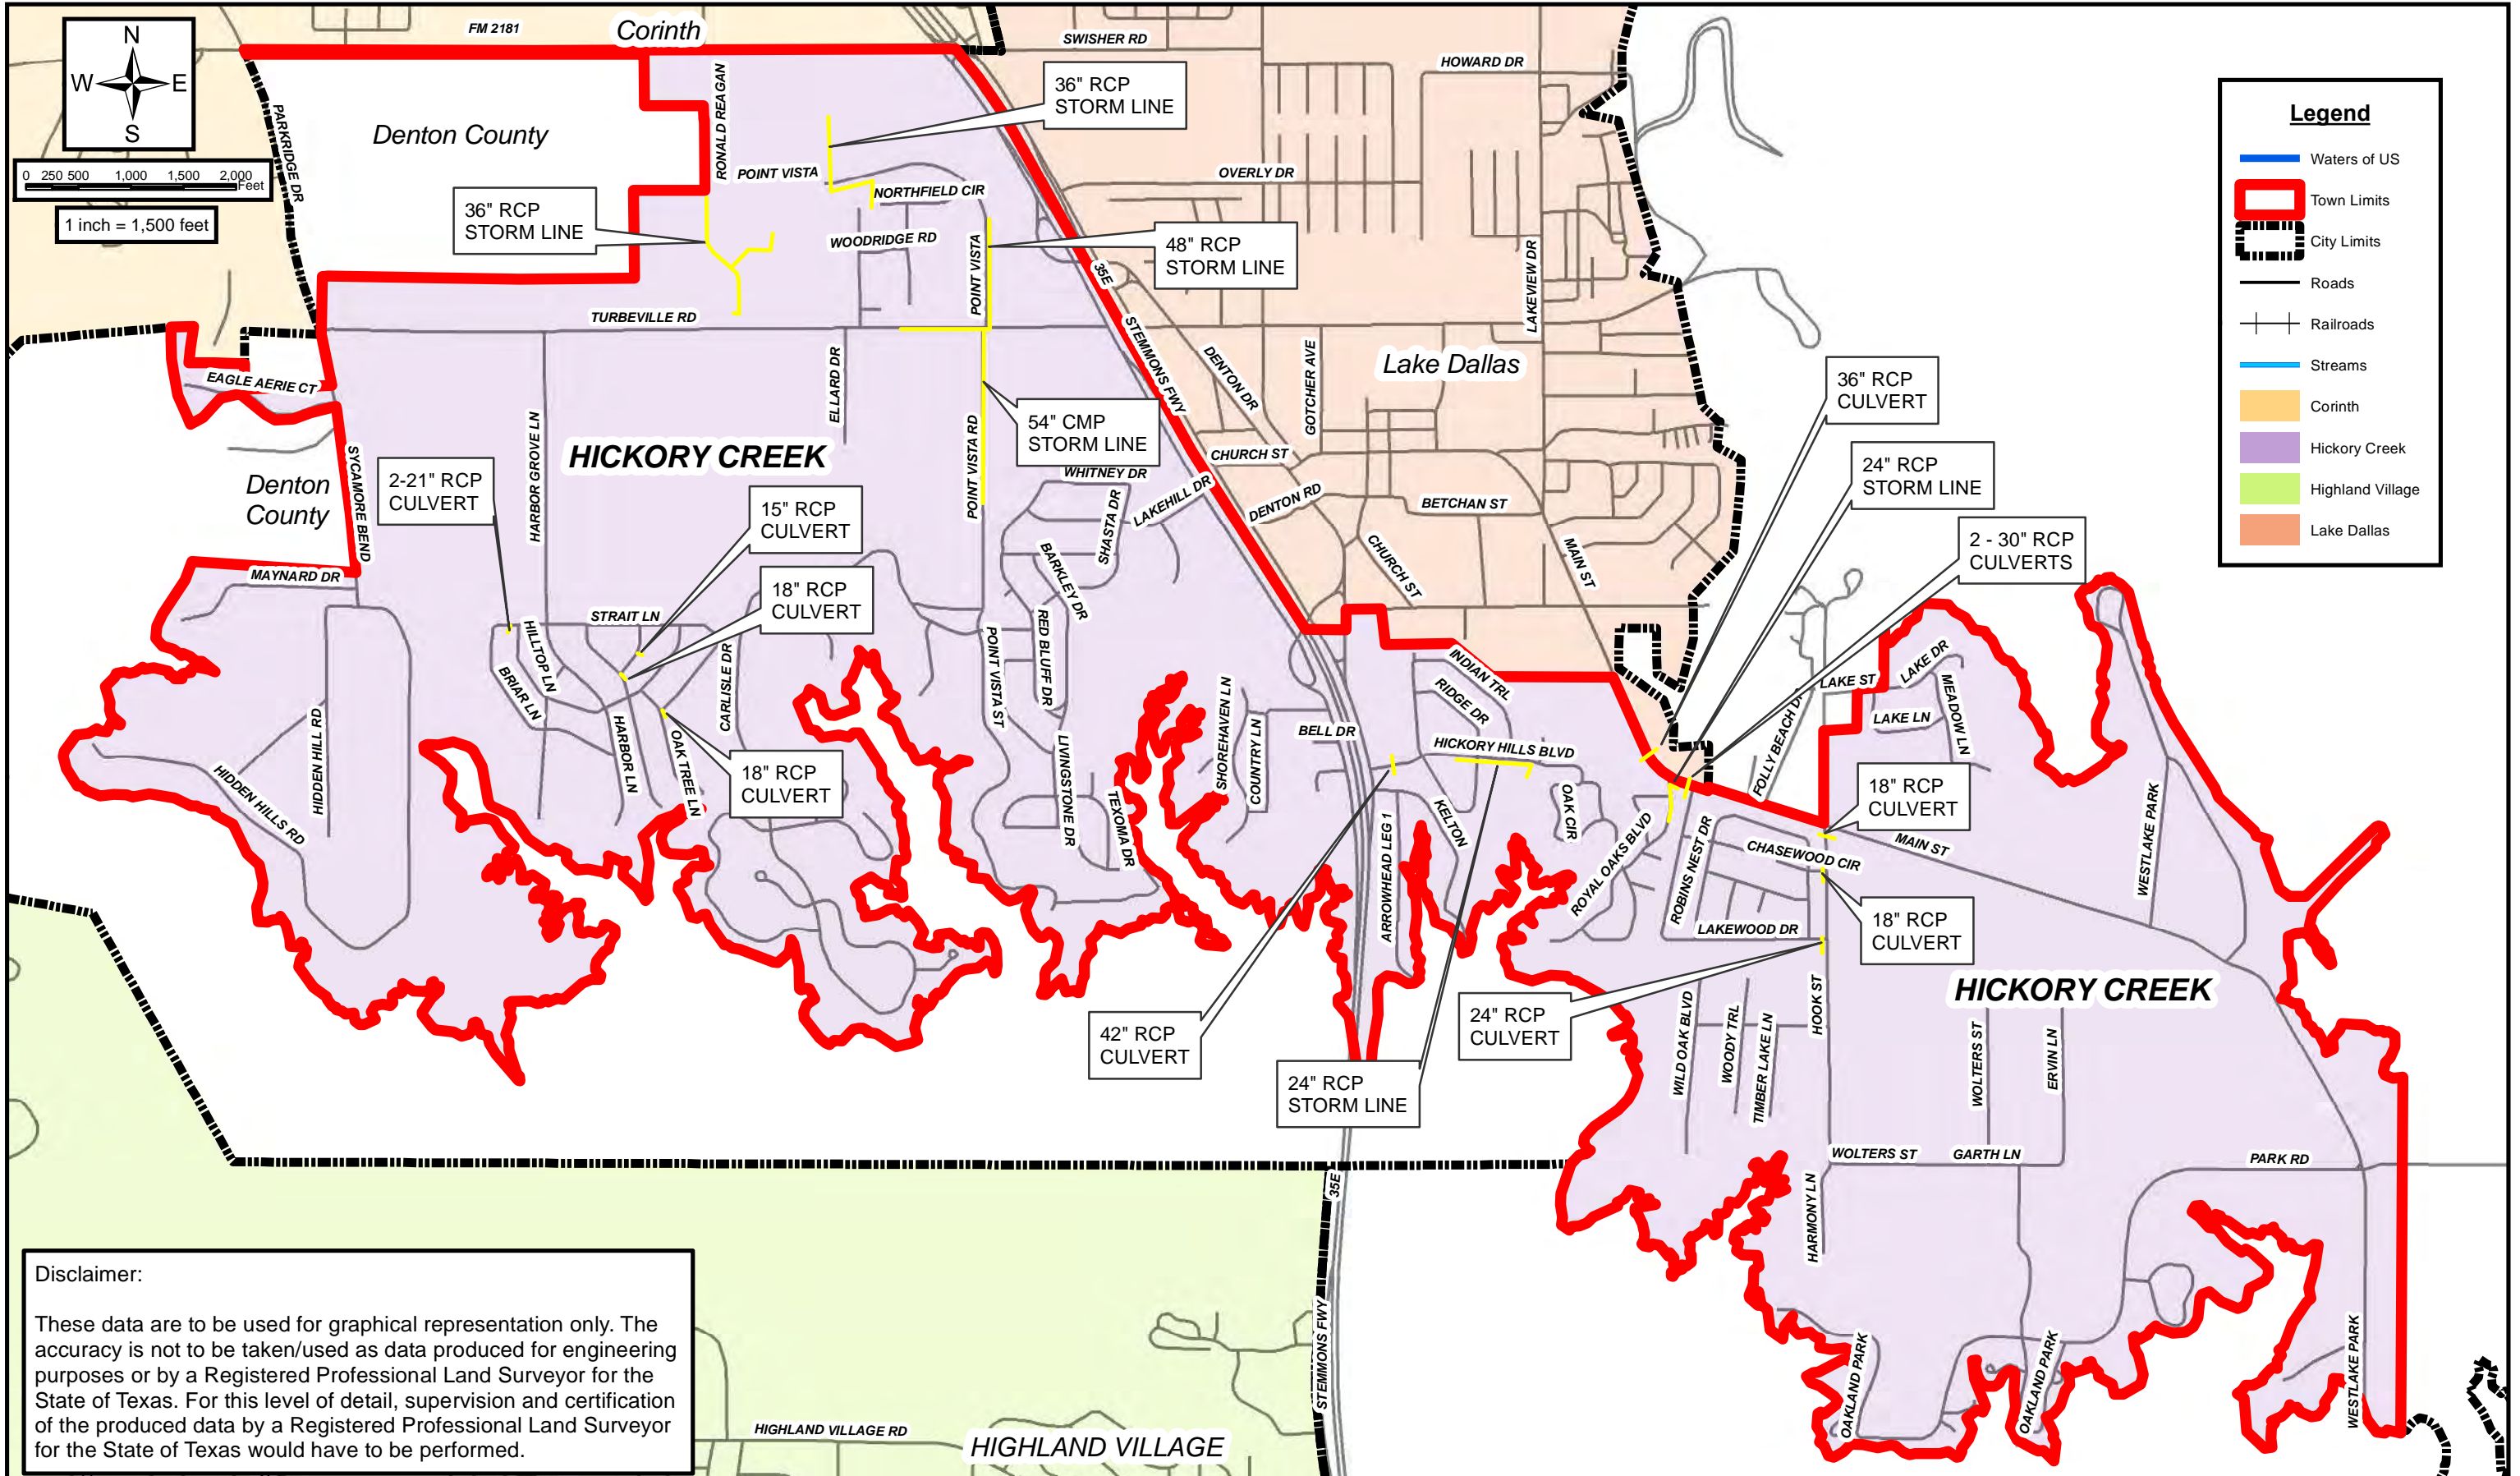 N
W
E
S
0 250 500 1,000 1,500 2,000
Feet
1 inch = 1,500 feet
FM 2181
Corinth
SWISHER RD
HOWARD DR
PARKRIDGE DR
Denton County
RONALD REAGAN
36" RCP
STORM LINE
POINT VISTA
NORTHFIELD CIR
OVERLY DR
36" RCP
STORM LINE
WOODRIDGE RD
POINT VISTA
48" RCP
STORM LINE
35E
LAKEVIEW DR
TURBEVILLE RD
STEMMONS FWY
Legend
Waters of US
Town Limits
City Limits
Roads
Railroads
Streams
Corinth
Hickory Creek
Highland Village
Lake Dallas
EAGLE AERIE CT
ELLARD DR
DENTON DR
GOTCHER AVE
Lake Dallas
36" RCP
CULVERT
HARBOR GROVE LN
HICKORY CREEK
54" CMP
STORM LINE
POINT VISTA RD
CHURCH ST
WHITNEY DR
24" RCP
STORM LINE
Denton
County
SYCAMORE BEND
2-21" RCP
CULVERT
15" RCP
CULVERT
SHASTA DR
LAKEHILL DR
DENTON RD
BETCHAN ST
2 - 30" RCP
CULVERTS
MAYNARD DR
18" RCP
CULVERT
BARKLEY DR
CHURCH ST
MAIN ST
STRAIT LN
HILLTOP LN
BRIAR LN
CARLISLE DR
POINT VISTA ST
RED BLUFF DR
INDIAN TRL
RIDGE DR
LAKE ST
LAKE DR
MEADOW LN
LAKE LN
HIDDEN HILL RD
HARBOR LN
OAK TREE LN
SHOREHAVEN LN
COUNTRY LN
BELL DR
HICKORY HILLS BLVD
FOLLY BEACH DR
HIDDEN HILLS RD
18" RCP
CULVERT
LIVINGSTONE DR
TEXOMA DR
KELTON
OAK CIR
18" RCP
CULVERT
ARROWHEAD LEG 1
ROYAL OAKS BLVD
ROBINS NEST DR
CHASEWOOD CIR
MAIN ST
WESTLAKE PARK
18" RCP
CULVERT
LAKEWOOD DR
HICKORY CREEK
42" RCP
CULVERT
24" RCP
CULVERT
24" RCP
STORM LINE
WILD OAK BLVD
WOODY TRL
TIMBER LAKE LN
HOOK ST
WOLTERS ST
ERVIN LN
WOLTERS ST
GARTH LN
PARK RD
35E
HARMONY LN
STEMMONS FWY
OAKLAND PARK
OAKLAND PARK
WESTLAKE PARK
Disclaimer:
These data are to be used for graphical representation only. The
accuracy is not to be taken/used as data produced for engineering
purposes or by a Registered Professional Land Surveyor for the
State of Texas. For this level of detail, supervision and certification
of the produced data by a Registered Professional Land Surveyor
for the State of Texas would have to be performed.
HIGHLAND VILLAGE RD
HIGHLAND VILLAGE